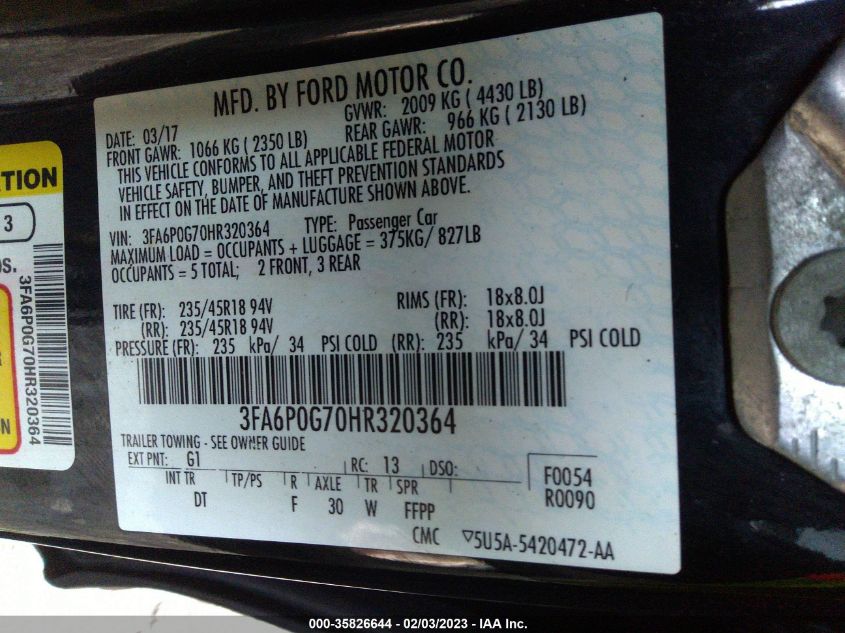 MFD. BY FORD MOTOR CO.
DATE: 03/17 GVWR: 2009 KG ( 4430 LB)
FRONT GAWR: 1066 KG ( 2350 LB) REAR GAWR: 966 KG ( 2130 LB)
THIS VEHICLE CONFORMS TO ALL APPLICABLE FEDERAL MOTOR
VEHICLE SAFETY, BUMPER, AND THEFT PREVENTION STANDARDS
IN EFFECT ON THE DATE OF MANUFACTURE SHOWN ABOVE.
VIN: 3FA6P0G70HR320364 TYPE: Passenger Car
MAXIMUM LOAD = OCCUPANTS + LUGGAGE = 375KG/ 827LB
OCCUPANTS = 5 TOTAL; 2 FRONT, 3 REAR
TIRE (FR): 235/45R18 94V RIMS (FR): 18x8.0J
(RR): 235/45R18 94V (RR): 18x8.0J
PRESSURE (FR): 235 kPa/ 34 PSI COLD (RR): 235 kPa/ 34 PSI COLD
3FA6P0G70HR320364
TRAILER TOWING - SEE OWNER GUIDE
EXT PNT: G1 RC: 13 DSO: F0054
INT TR TP/PS R AXLE TR SPR R0090
DT F 30 W FFPP
CMC ▽5U5A-5420472-AA
TION
3
OS.
3FA6P0G70HR320364
R
000-35826644 - 02/03/2023 - IAA Inc.